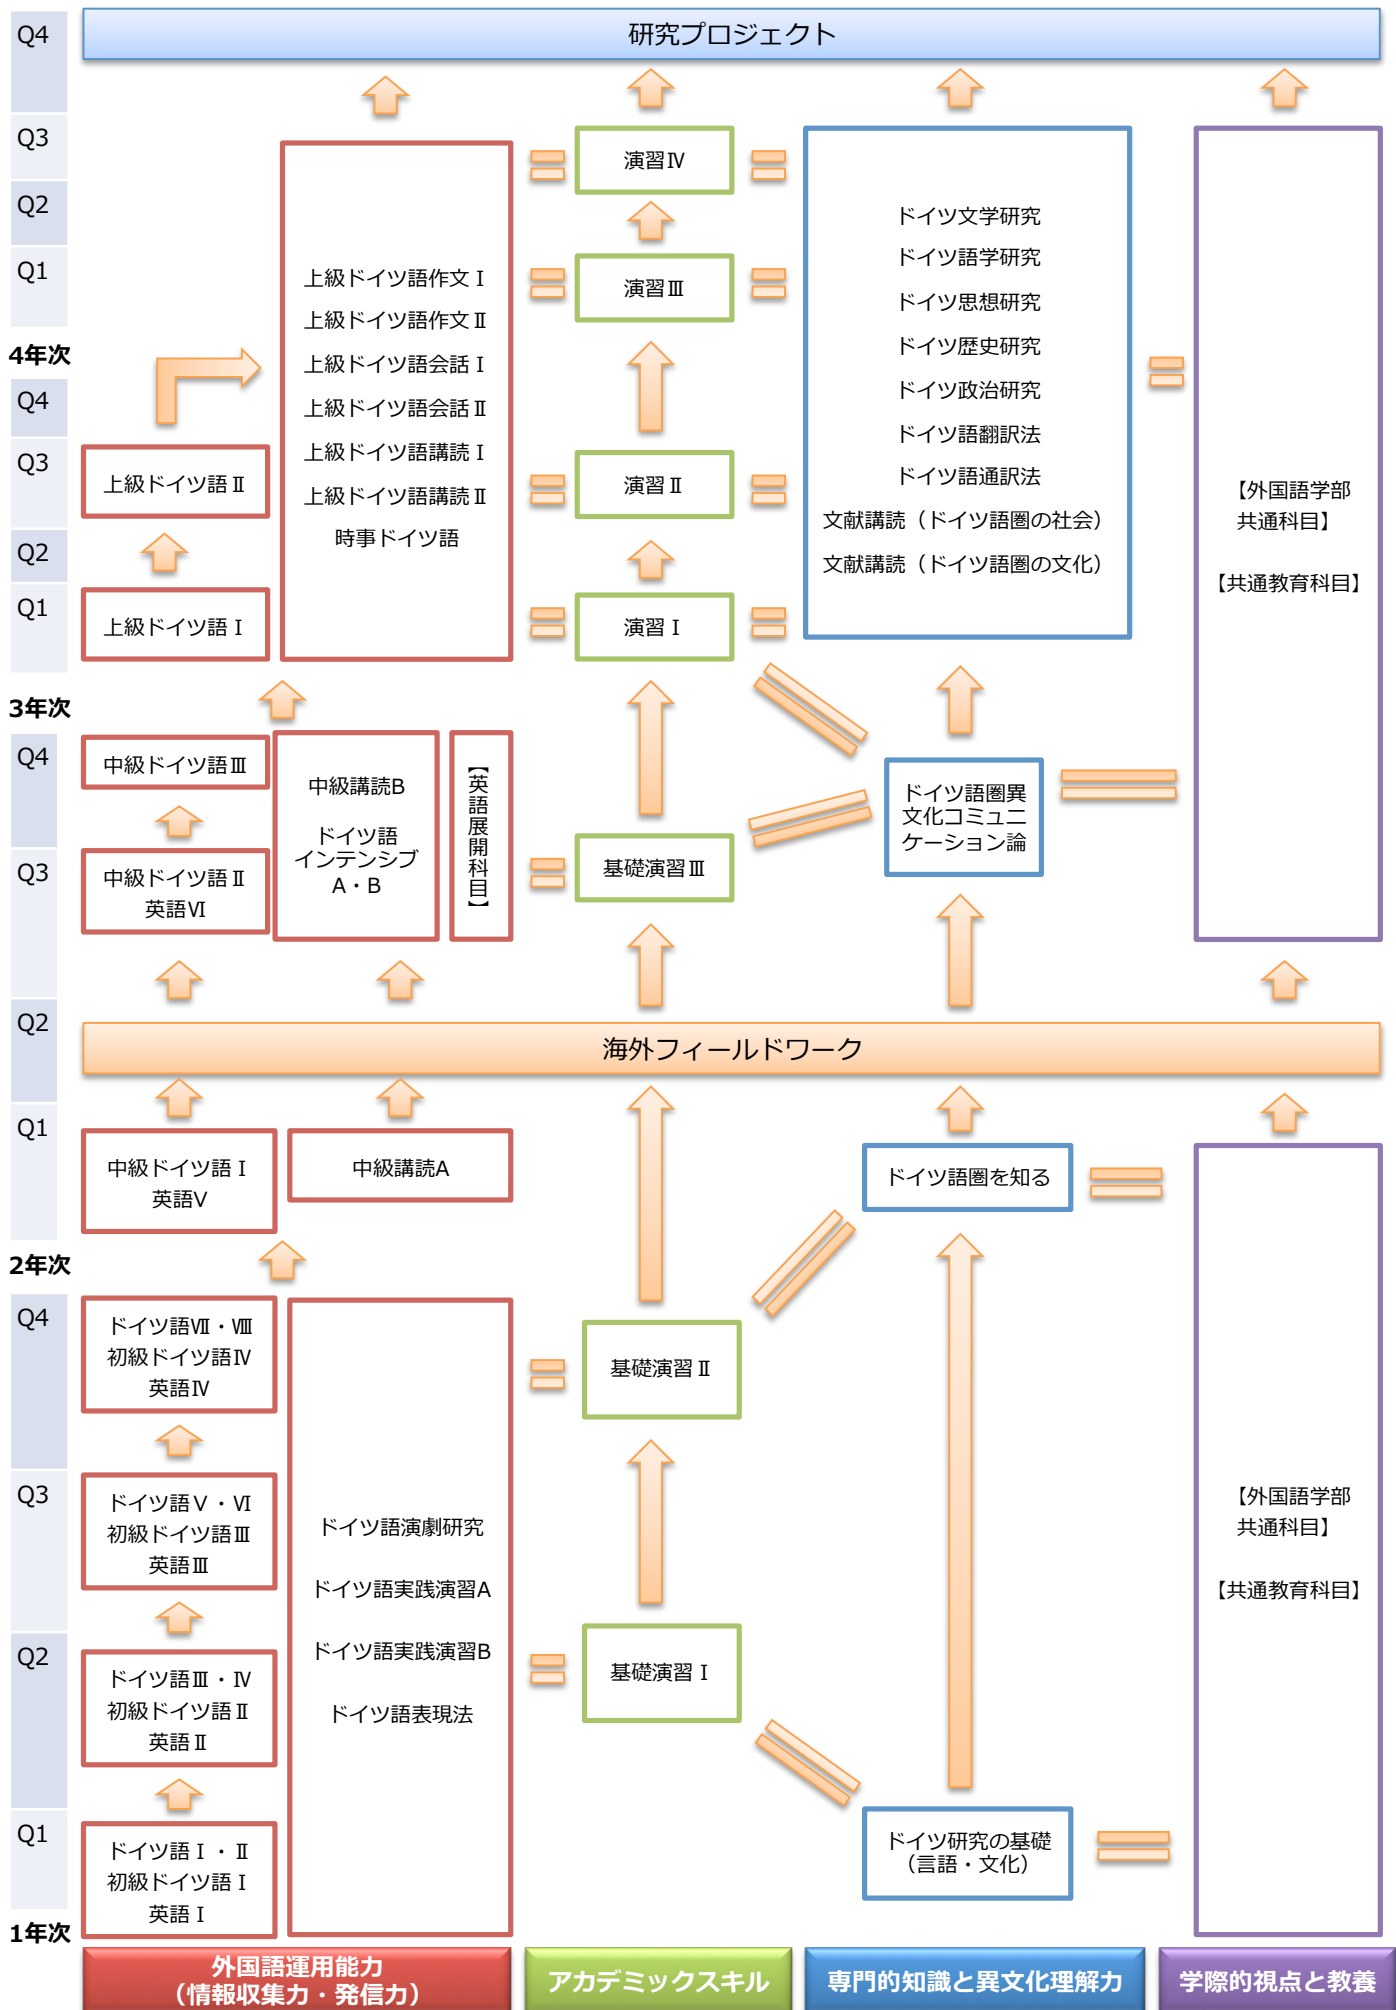 Q4
研究プロジェクト
Q3
Q2
Q1
4年次
演習Ⅳ
演習Ⅲ
上級ドイツ語作文Ⅰ
上級ドイツ語作文Ⅱ
上級ドイツ語会話Ⅰ
上級ドイツ語会話Ⅱ
上級ドイツ語講読Ⅰ
上級ドイツ語講読Ⅱ
時事ドイツ語
ドイツ文学研究
ドイツ語学研究
ドイツ思想研究
ドイツ歴史研究
ドイツ政治研究
ドイツ語翻訳法
ドイツ語通訳法
文献講読（ドイツ語圏の社会）
文献講読（ドイツ語圏の文化）
【外国語学部
共通科目】
【共通教育科目】
Q4
Q3
Q2
Q1
3年次
上級ドイツ語Ⅱ
上級ドイツ語Ⅰ
演習Ⅱ
演習Ⅰ
Q4
Q3
Q2
Q1
2年次
中級ドイツ語Ⅲ
中級ドイツ語Ⅱ
英語Ⅵ
中級講読B
ドイツ語
インテンシブ
A・B
【英語展開科目】
基礎演習Ⅲ
ドイツ語圏異
文化コミュニ
ケーション論
海外フィールドワーク
中級ドイツ語Ⅰ
英語Ⅴ
中級講読A
ドイツ語圏を知る
Q4
Q3
Q2
Q1
1年次
ドイツ語Ⅶ・Ⅷ
初級ドイツ語Ⅳ
英語Ⅳ
ドイツ語Ⅴ・Ⅵ
初級ドイツ語Ⅲ
英語Ⅲ
ドイツ語Ⅲ・Ⅳ
初級ドイツ語Ⅱ
英語Ⅱ
ドイツ語Ⅰ・Ⅱ
初級ドイツ語Ⅰ
英語Ⅰ
ドイツ語演劇研究
ドイツ語実践演習A
ドイツ語実践演習B
ドイツ語表現法
基礎演習Ⅱ
基礎演習Ⅰ
ドイツ研究の基礎
（言語・文化）
【外国語学部
共通科目】
【共通教育科目】
外国語運用能力
（情報収集力・発信力）
アカデミックスキル
専門的知識と異文化理解力
学際的視点と教養